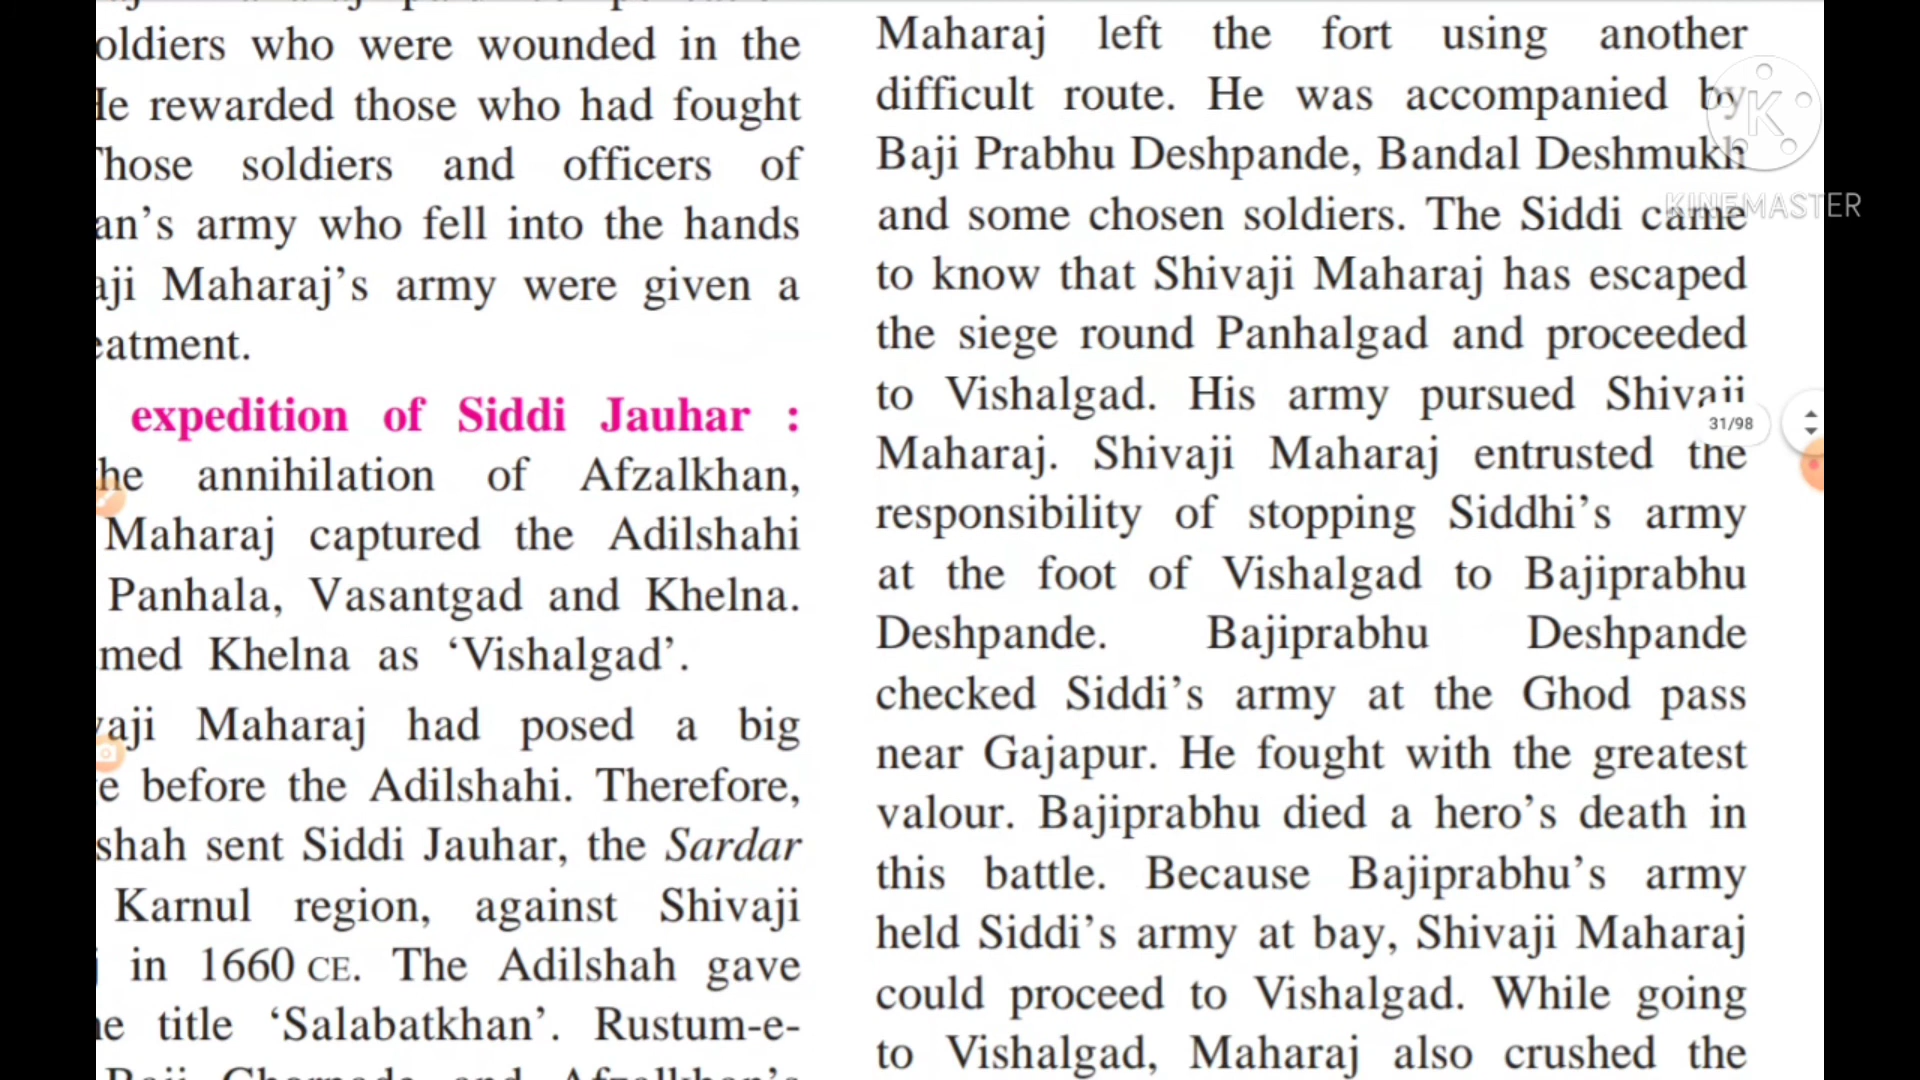 oldiers who were wounded in the
He rewarded those who had fought
Those soldiers and officers of
an's army who fell into the hands
aji Maharaj's army were given a
eatment.
expedition of Siddi Jauhar :
he annihilation of Afzalkhan,
Maharaj captured the Adilshahi
Panhala, Vasantgad and Khelna.
med Khelna as ‘Vishalgad’.
vaji Maharaj had posed a big
e before the Adilshahi. Therefore,
shah sent Siddi Jauhar, the Sardar
Karnul region, against Shivaji
j in 1660 CE. The Adilshah gave
he title ‘Salabatkhan’. Rustum-e-
Baji Ghorpade and Afzalkhan's
Maharaj left the fort using another
difficult route. He was accompanied by
Baji Prabhu Deshpande, Bandal Deshmukh
and some chosen soldiers. The Siddi came
to know that Shivaji Maharaj has escaped
the siege round Panhalgad and proceeded
to Vishalgad. His army pursued Shivaji
Maharaj. Shivaji Maharaj entrusted the
responsibility of stopping Siddhi's army
at the foot of Vishalgad to Bajiprabhu
Deshpande. Bajiprabhu Deshpande
checked Siddi's army at the Ghod pass
near Gajapur. He fought with the greatest
valour. Bajiprabhu died a hero's death in
this battle. Because Bajiprabhu's army
held Siddi's army at bay, Shivaji Maharaj
could proceed to Vishalgad. While going
to Vishalgad, Maharaj also crushed the
K
KINEMASTER
31/98